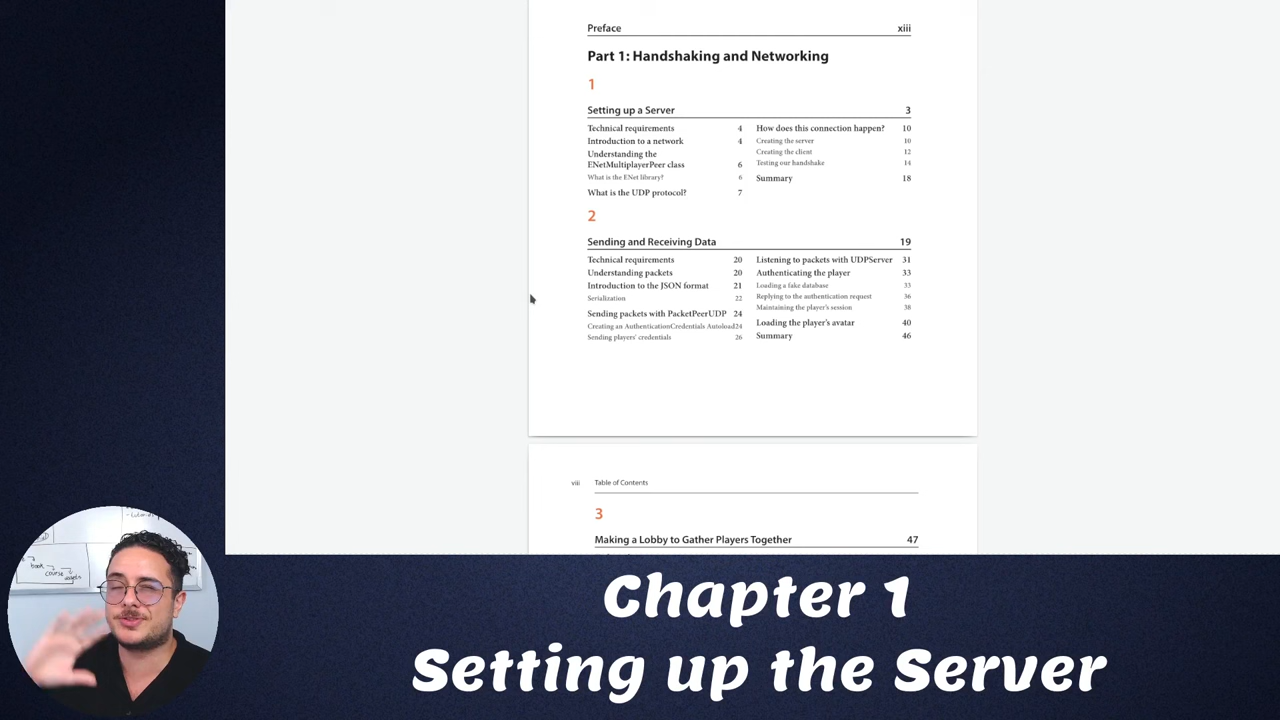 Preface xiii
Part 1: Handshaking and Networking
1
Setting up a Server 3
Technical requirements 4
Introduction to a network 4
Understanding the
ENetMultiplayerPeer class 6
What is the ENet library? 6
What is the UDP protocol? 7
How does this connection happen? 10
Creating the server 10
Creating the client 12
Testing our handshake 14
Summary 18
2
Sending and Receiving Data 19
Technical requirements 20
Understanding packets 20
Introduction to the JSON format 21
Serialization 22
Sending packets with PacketPeerUDP 24
Creating an AuthenticationCredentials Autoload24
Sending players' credentials 26
Listening to packets with UDPServer 31
Authenticating the player 33
Loading a fake database 33
Replying to the authentication request 36
Maintaining the player's session 38
Loading the player's avatar 40
Summary 46
viii Table of Contents
3
Making a Lobby to Gather Players Together 47
book
course
Chapter 1
Setting up the Server